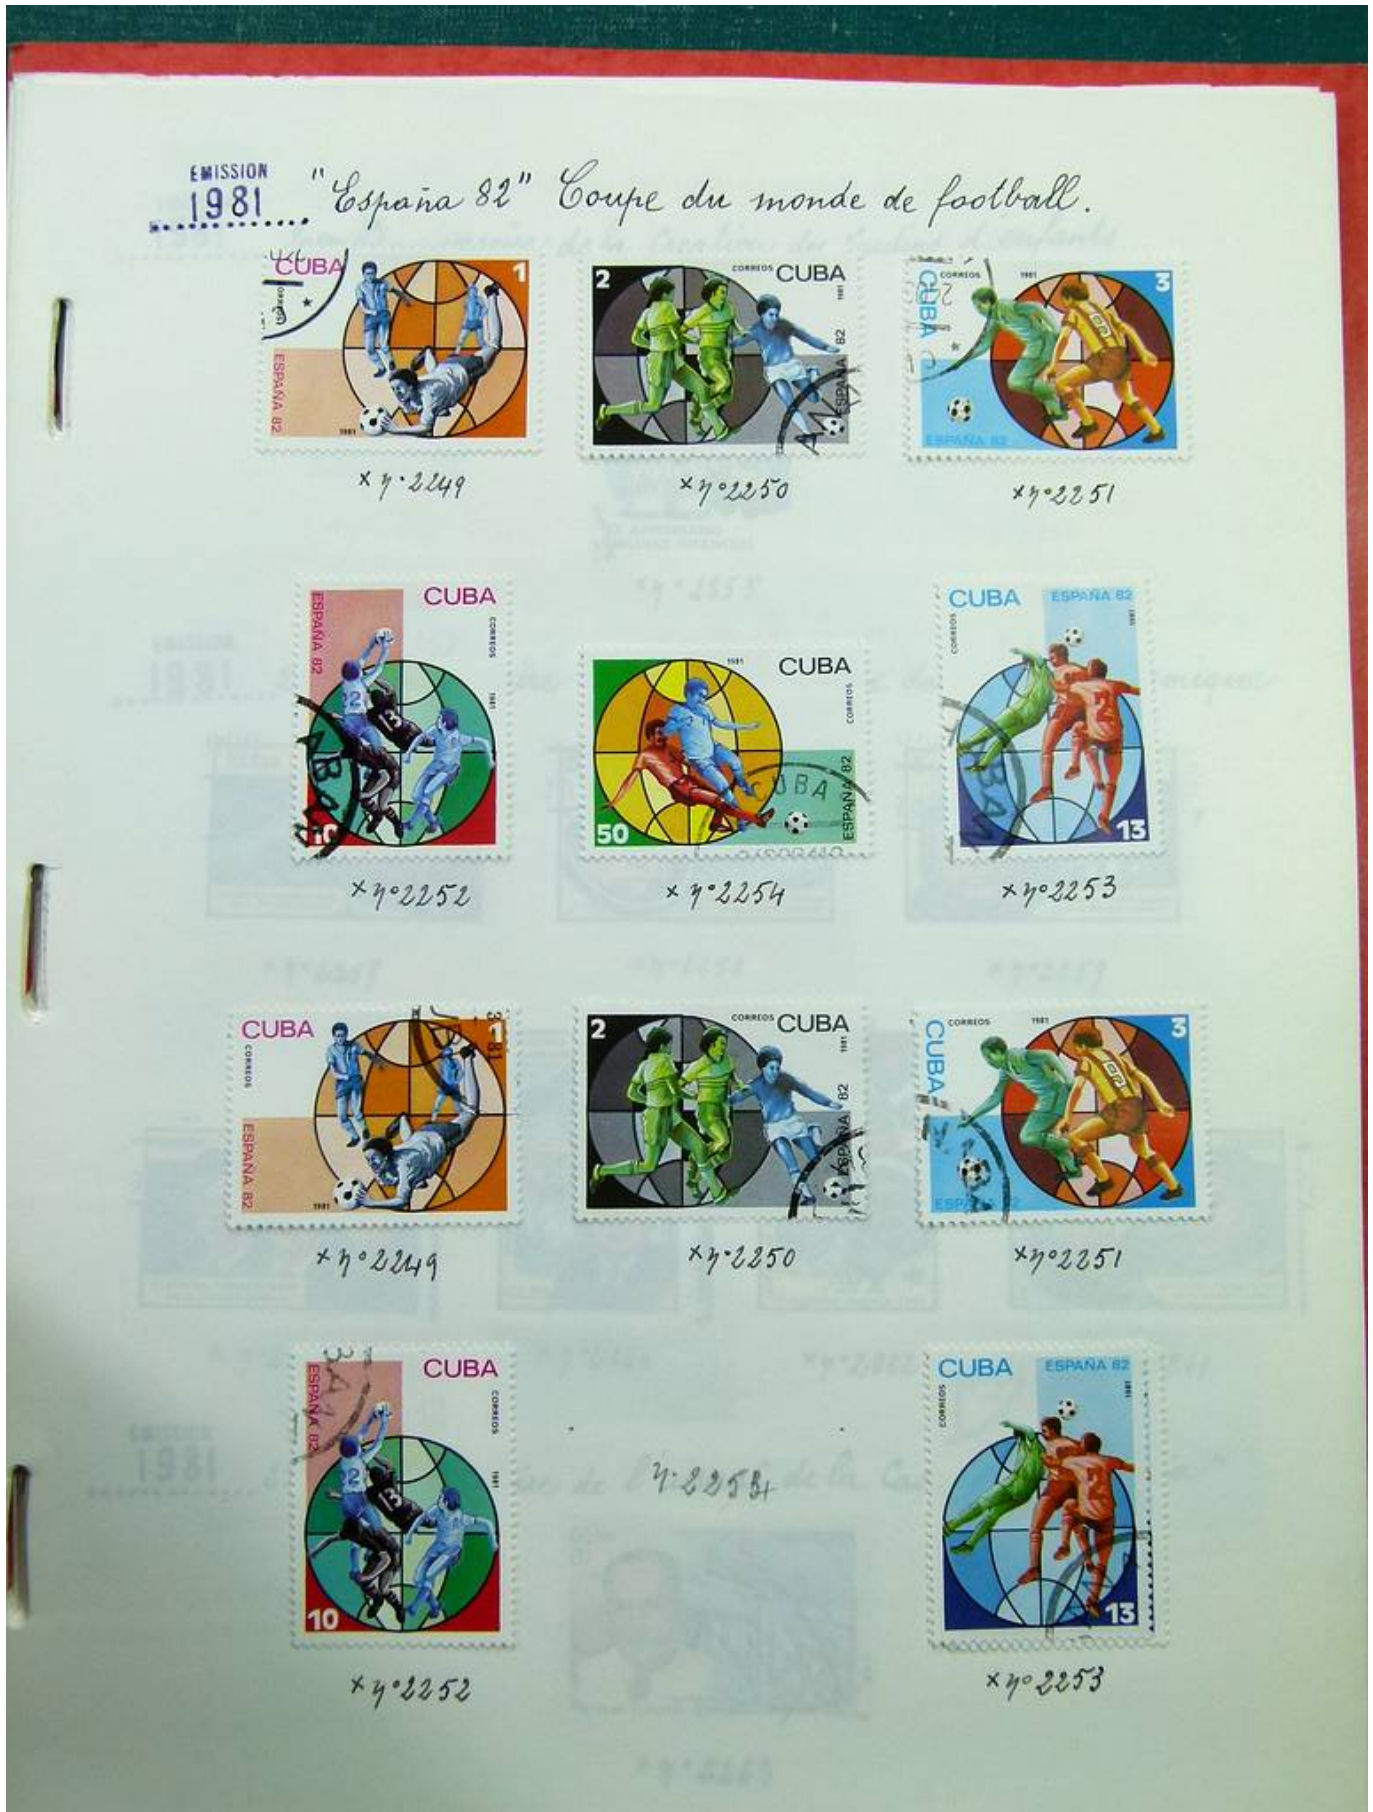 EMISSION
1981
"España 82" Coupe du monde de football.
CUBA
1
ESPAÑA 82
1981
2
CORREOS CUBA
1981
ESPAÑA 82
CUBA
CORREOS
1981
3
ESPAÑA 82
x n°2249
x n°2250
x n°2251
ESPAÑA 82
CUBA
CORREOS
1981
10
1981
CUBA
CORREOS
ESPAÑA 82
50
CUBA
CUBA
ESPAÑA 82
CORREOS
1981
13
x n°2252
x n°2254
x n°2253
CUBA
CORREOS
1
ESPAÑA 82
1981
2
CORREOS CUBA
1981
ESPAÑA 82
CUBA
CORREOS
1981
3
ESPAÑA 82
x n°2249
x n°2250
x n°2251
ESPAÑA 82
CUBA
CORREOS
1981
10
n°2254
CUBA
ESPAÑA 82
CORREOS
1981
13
x n°2252
x n°2253